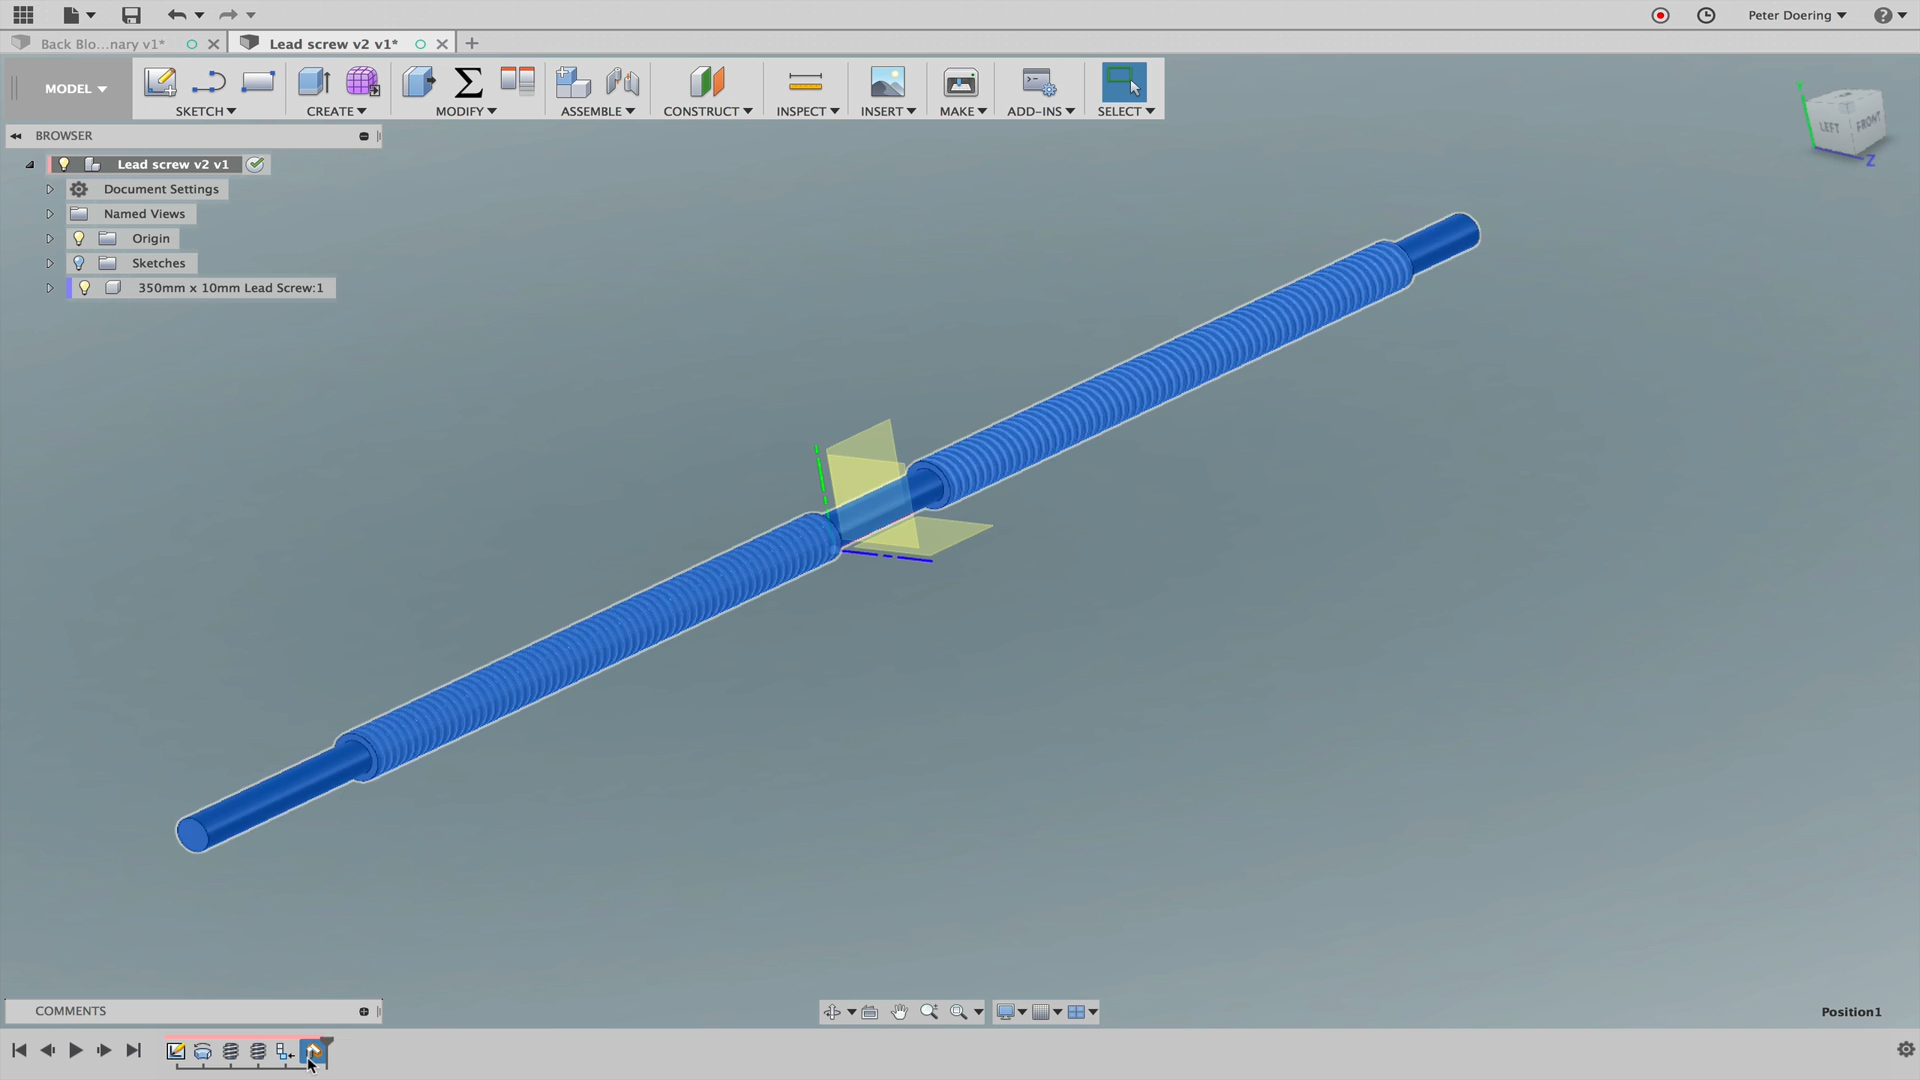 Peter Doering
Back Blo...nary v1*
Lead screw v2 v1*
MODEL
SKETCH
CREATE
MODIFY
ASSEMBLE
CONSTRUCT
INSPECT
INSERT
MAKE
ADD-INS
SELECT
LEFT
FRONT
Y
Z
BROWSER
Lead screw v2 v1
Document Settings
Named Views
Origin
Sketches
350mm x 10mm Lead Screw:1
COMMENTS
Position1